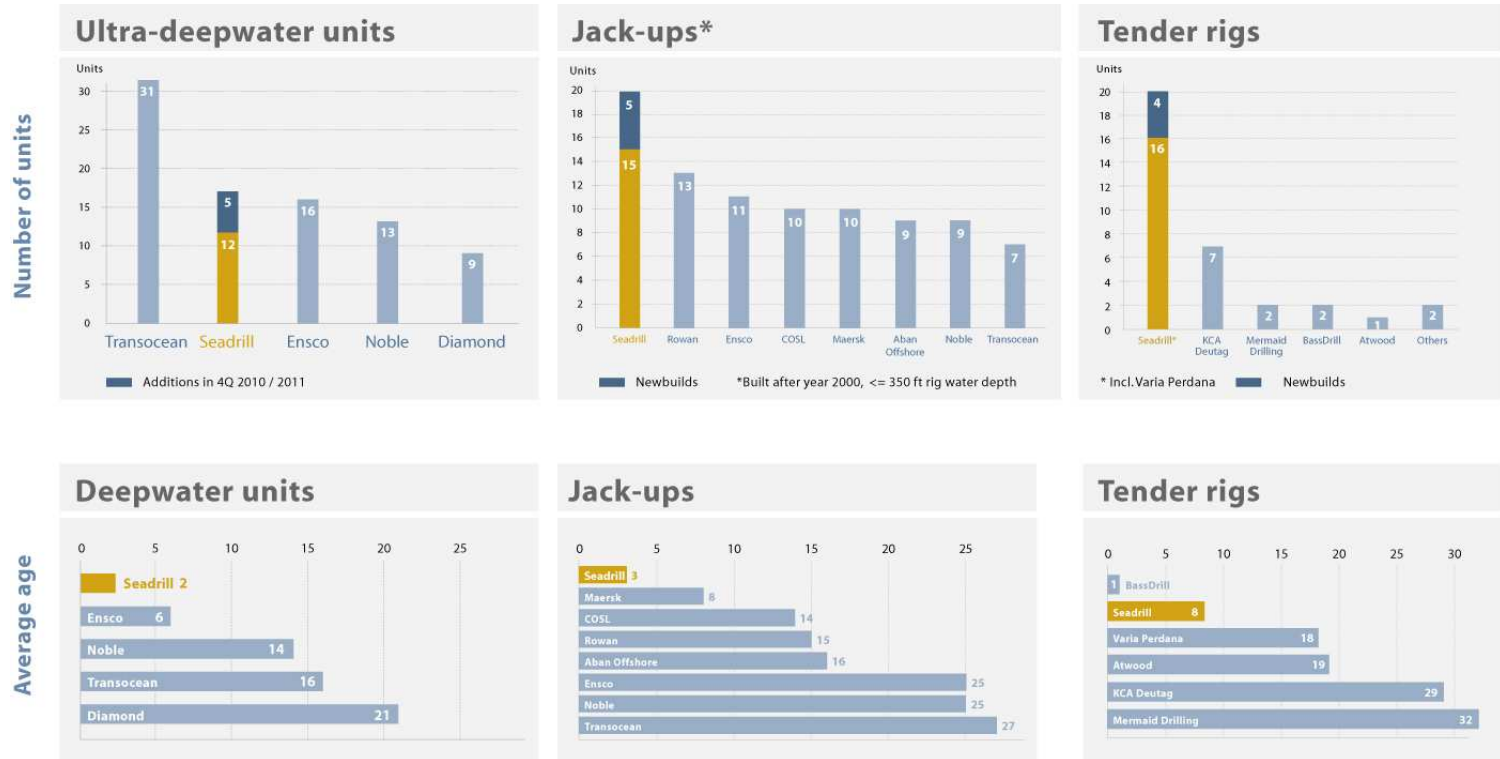 Ultra-deepwater units
Jack-ups*
Tender rigs
Number of units
Units
30
25
20
15
10
5
0
31
5
12
16
13
9
Transocean Seadrill Ensco Noble Diamond
Additions in 4Q 2010 / 2011
Units
20
18
16
14
12
10
8
6
4
2
0
5
15
13
11
10
10
9
9
7
Seadrill Rowan Ensco COSL Maersk Aban Offshore Noble Transocean
Newbuilds *Built after year 2000, <= 350 ft rig water depth
Units
20
18
16
14
12
10
8
6
4
2
0
4
16
7
2
2
1
2
Seadrill* KCA Deutag Mermaid Drilling BassDrill Atwood Others
* Incl. Varia Perdana Newbuilds
Deepwater units
Jack-ups
Tender rigs
Average age
0 5 10 15 20 25
Seadrill 2
Ensco 6
Noble 14
Transocean 16
Diamond 21
0 5 10 15 20 25
Seadrill 3
Maersk 8
COSL 14
Rowan 15
Aban Offshore 16
Ensco 25
Noble 25
Transocean 27
0 5 10 15 20 25 30
1 BassDrill
Seadrill 8
Varia Perdana 18
Atwood 19
KCA Deutag 29
Mermaid Drilling 32